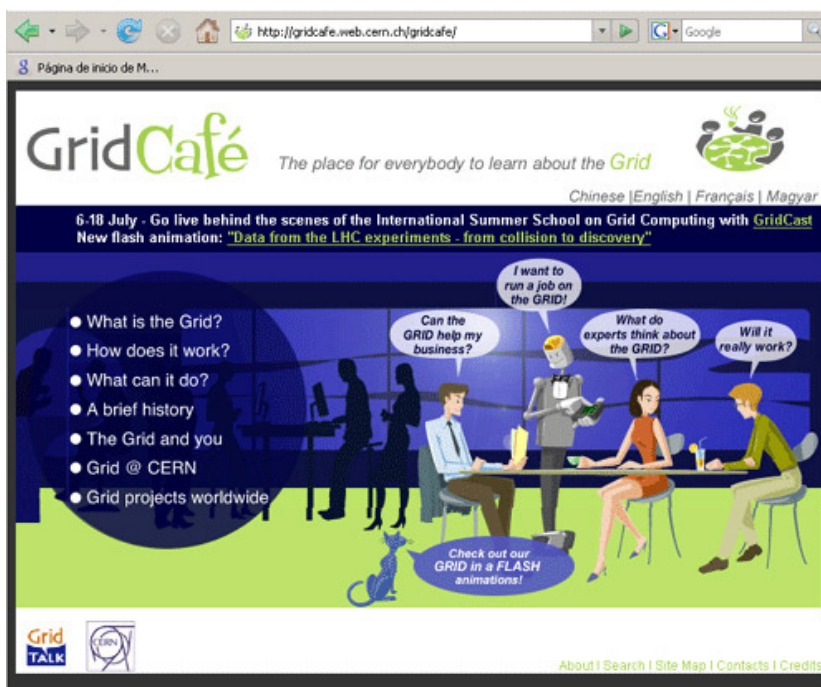 http://gridcafe.web.cern.ch/gridcafe/
Google
Página de inicio de M...
GridCafé
The place for everybody to learn about the Grid
Chinese |English | Français | Magyar
6-18 July - Go live behind the scenes of the International Summer School on Grid Computing with GridCast
New flash animation: "Data from the LHC experiments - from collision to discovery"
What is the Grid?
How does it work?
What can it do?
A brief history
The Grid and you
Grid @ CERN
Grid projects worldwide
Can the
GRID help my
business?
I want to
run a job on
the GRID!
What do
experts think about
the GRID?
Will it
really work?
Check out our
GRID in a FLASH
animations!
Grid
TALK
CERN
About | Search | Site Map | Contacts | Credits